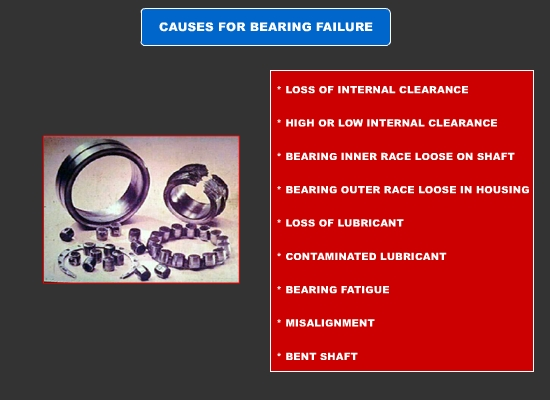 CAUSES FOR BEARING FAILURE
* LOSS OF INTERNAL CLEARANCE
* HIGH OR LOW INTERNAL CLEARANCE
* BEARING INNER RACE LOOSE ON SHAFT
* BEARING OUTER RACE LOOSE IN HOUSING
* LOSS OF LUBRICANT
* CONTAMINATED LUBRICANT
* BEARING FATIGUE
* MISALIGNMENT
* BENT SHAFT